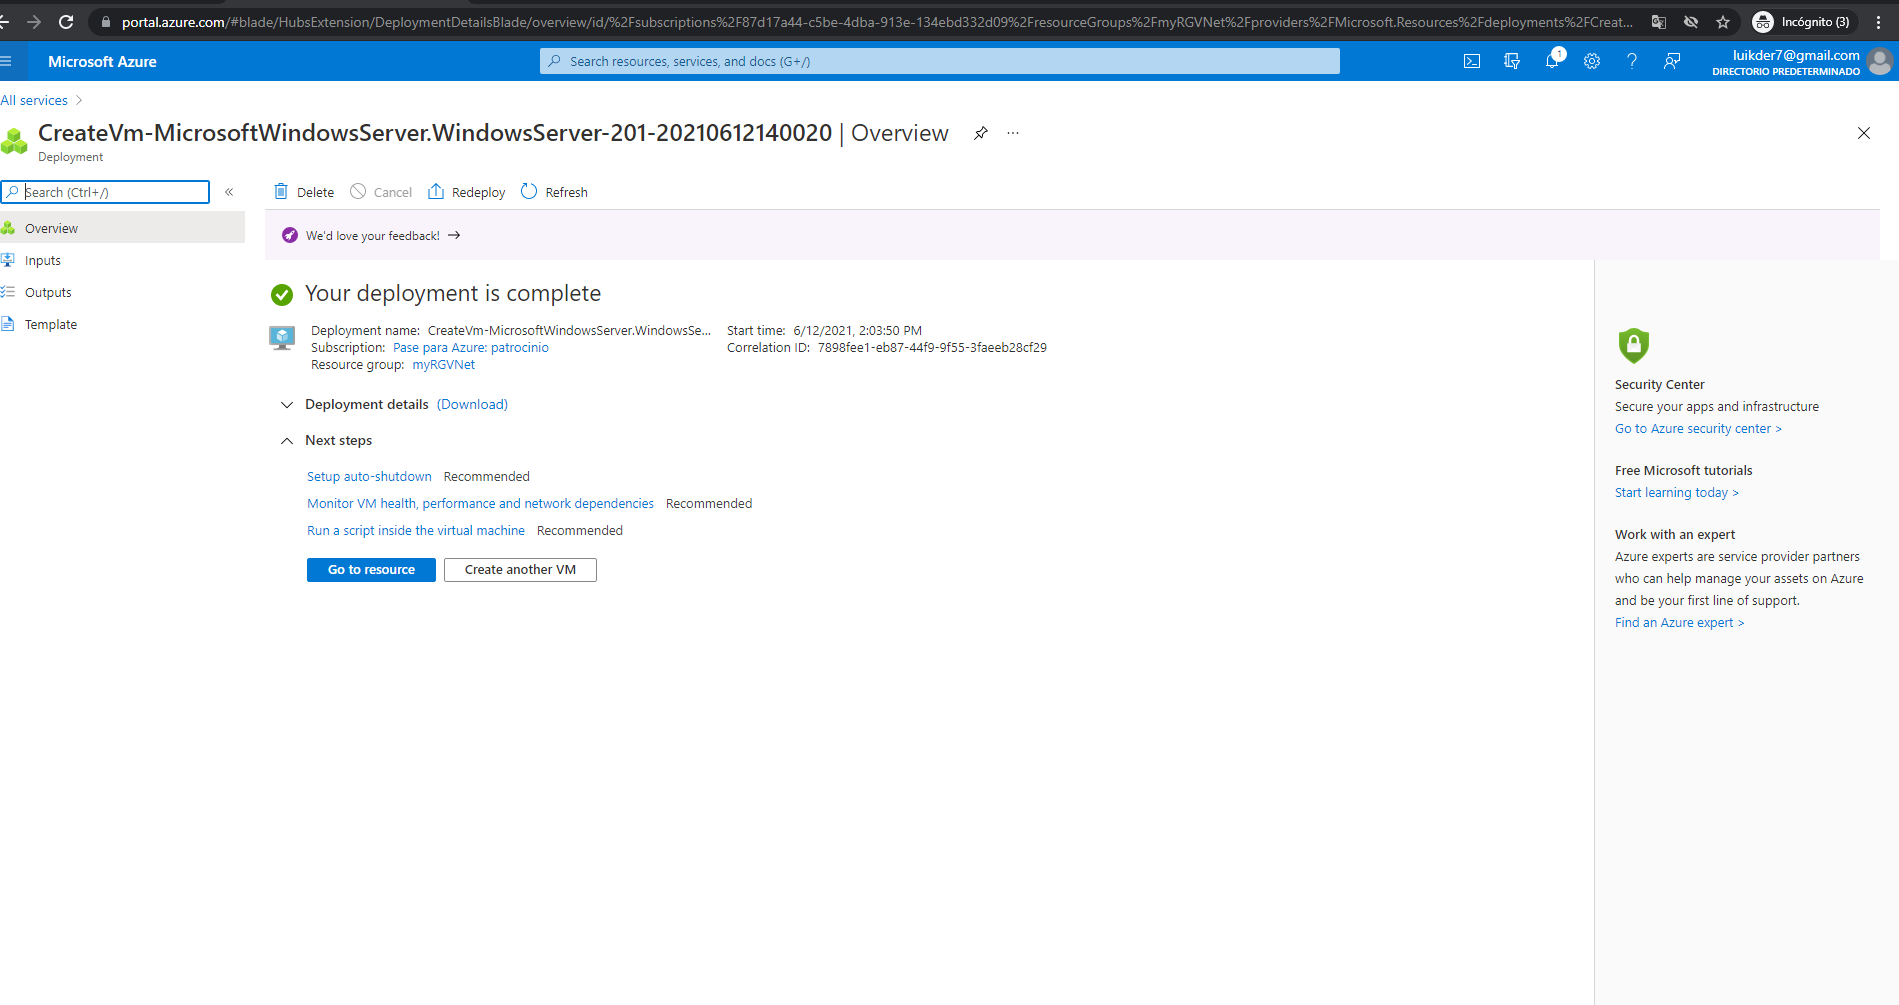 portal.azure.com/#blade/HubsExtension/DeploymentDetailsBlade/overview/id/%2Fsubscriptions%2F87d17a44-c5be-4dba-913e-134ebd332d09%2FresourceGroups%2FmyRGVNet%2Fproviders%2FMicrosoft.Resources%2Fdeployments%2FCreat... Incógnito (3)
Microsoft Azure
Search resources, services, and docs (G+/)
1
luikder7@gmail.com
DIRECTORIO PREDETERMINADO
All services >
CreateVm-MicrosoftWindowsServer.WindowsServer-201-20210612140020 | Overview
Deployment
Search (Ctrl+/)
Overview
Inputs
Outputs
Template
Delete Cancel Redeploy Refresh
We'd love your feedback! →
Your deployment is complete
Deployment name: CreateVm-MicrosoftWindowsServer.WindowsSe...
Subscription: Pase para Azure: patrocinio
Resource group: myRGVNet
Start time: 6/12/2021, 2:03:50 PM
Correlation ID: 7898fee1-eb87-44f9-9f55-3faeeb28cf29
Deployment details (Download)
Next steps
Setup auto-shutdown Recommended
Monitor VM health, performance and network dependencies Recommended
Run a script inside the virtual machine Recommended
Go to resource Create another VM
Security Center
Secure your apps and infrastructure
Go to Azure security center >
Free Microsoft tutorials
Start learning today >
Work with an expert
Azure experts are service provider partners
who can help manage your assets on Azure
and be your first line of support.
Find an Azure expert >